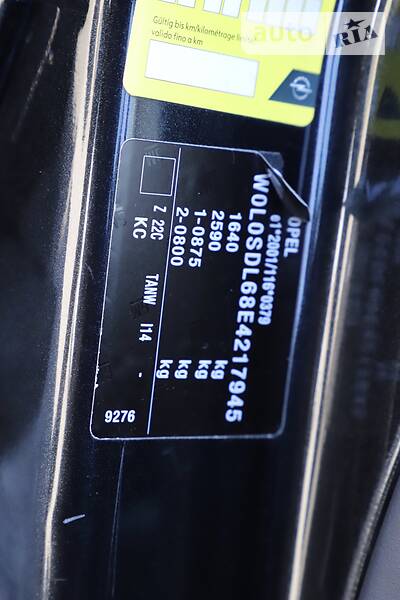 Gültig bis km/kilométrage
valido fino a km
auto RIA
OPEL
e1*2001/116*0379
W0L0SDL68E4217945
1640 kg
2590 kg
1-0875 kg
2-0800 kg
Z 22C TANW I14 -
KC
9276